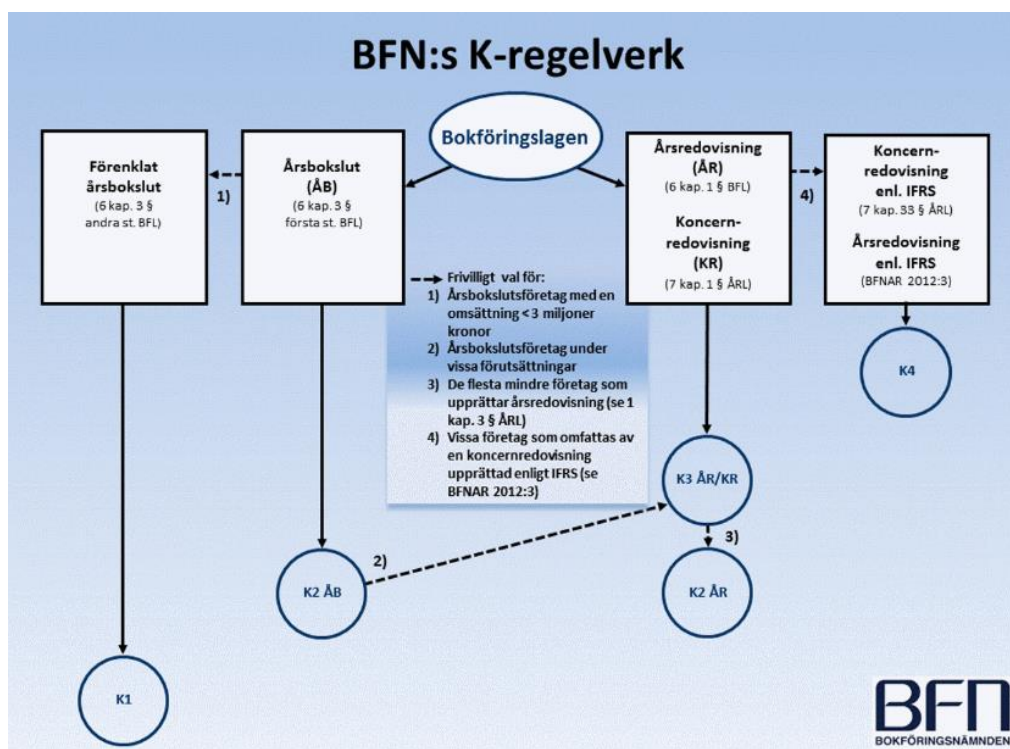 BFN:s K-regelverk
Bokföringslagen
Förenklat
årsbokslut
(6 kap. 3 §
andra st. BFL)
1)
Årsbokslut
(ÅB)
(6 kap. 3 §
första st. BFL)
Årsredovisning
(ÅR)
(6 kap. 1 § BFL)
Koncern-
redovisning
(KR)
(7 kap. 1 § ÅRL)
4)
Koncern-
redovisning
enl. IFRS
(7 kap. 33 § ÅRL)
Årsredovisning
enl. IFRS
(BFNAR 2012:3)
Frivilligt val för:
1) Årsbokslutsföretag med en
omsättning < 3 miljoner
kronor
2) Årsbokslutsföretag under
vissa förutsättningar
3) De flesta mindre företag som
upprättar årsredovisning (se 1
kap. 3 § ÅRL)
4) Vissa företag som omfattas av
en koncernredovisning
upprättad enligt IFRS (se
BFNAR 2012:3)
K4
K3 ÅR/KR
3)
2)
K2 ÅB
K2 ÅR
K1
BFN
BOKFÖRINGSNÄMNDEN